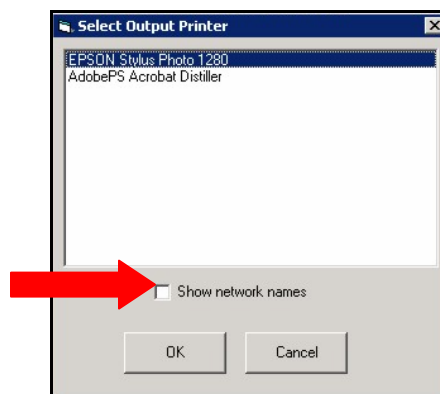 Select Output Printer
EPSON Stylus Photo 1280
AdobePS Acrobat Distiller
Show network names
OK
Cancel